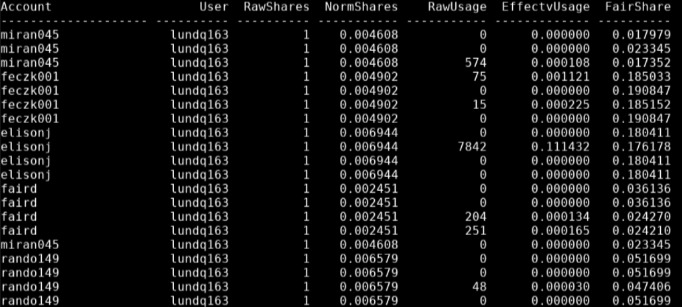 Account User RawShares NormShares RawUsage EffectvUsage FairShare
-------------------- ---------- ---------- ----------- ----------- ------------- ----------
miran045 lundq163 1 0.004608 0 0.000000 0.017979
miran045 lundq163 1 0.004608 0 0.000000 0.023345
miran045 lundq163 1 0.004608 574 0.000108 0.017352
feczk001 lundq163 1 0.004902 75 0.001121 0.185033
feczk001 lundq163 1 0.004902 0 0.000000 0.190847
feczk001 lundq163 1 0.004902 15 0.000225 0.185152
feczk001 lundq163 1 0.004902 0 0.000000 0.190847
elisonj lundq163 1 0.006944 0 0.000000 0.180411
elisonj lundq163 1 0.006944 7842 0.111432 0.176178
elisonj lundq163 1 0.006944 0 0.000000 0.180411
elisonj lundq163 1 0.006944 0 0.000000 0.180411
faird lundq163 1 0.002451 0 0.000000 0.036136
faird lundq163 1 0.002451 0 0.000000 0.036136
faird lundq163 1 0.002451 204 0.000134 0.024270
faird lundq163 1 0.002451 251 0.000165 0.024210
miran045 lundq163 1 0.004608 0 0.000000 0.023345
rando149 lundq163 1 0.006579 0 0.000000 0.051699
rando149 lundq163 1 0.006579 0 0.000000 0.051699
rando149 lundq163 1 0.006579 48 0.000030 0.047406
rando149 lundq163 1 0.006579 0 0.000000 0.051699